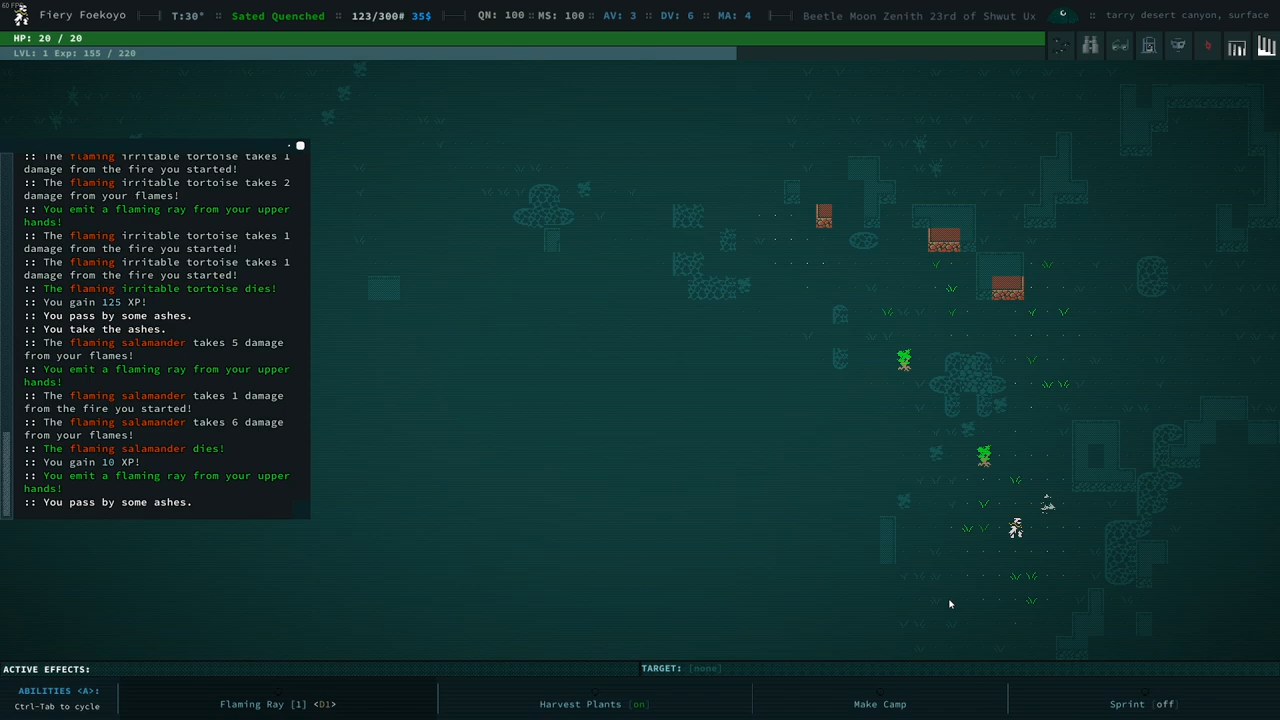 60 FPS
Fiery Foekoyo T:30° Sated Quenched 123/300# 35$ QN: 100 :: MS: 100 :: AV: 3 :: DV: 6 :: MA: 4 Beetle Moon Zenith 23rd of Shwut Ux :: tarry desert canyon, surface
HP: 20 / 20
LVL: 1 Exp: 155 / 220
:: The flaming irritable tortoise takes 1
damage from the fire you started!
:: The flaming irritable tortoise takes 2
damage from your flames!
:: You emit a flaming ray from your upper
hands!
:: The flaming irritable tortoise takes 1
damage from the fire you started!
:: The flaming irritable tortoise takes 1
damage from the fire you started!
:: The flaming irritable tortoise dies!
:: You gain 125 XP!
:: You pass by some ashes.
:: You take the ashes.
:: The flaming salamander takes 5 damage
from your flames!
:: You emit a flaming ray from your upper
hands!
:: The flaming salamander takes 1 damage
from the fire you started!
:: The flaming salamander takes 6 damage
from your flames!
:: The flaming salamander dies!
:: You gain 10 XP!
:: You emit a flaming ray from your upper
hands!
:: You pass by some ashes.
ACTIVE EFFECTS: TARGET: [none]
ABILITIES <A>:
Ctrl-Tab to cycle
Flaming Ray [1] <D1> Harvest Plants [on] Make Camp Sprint [off]